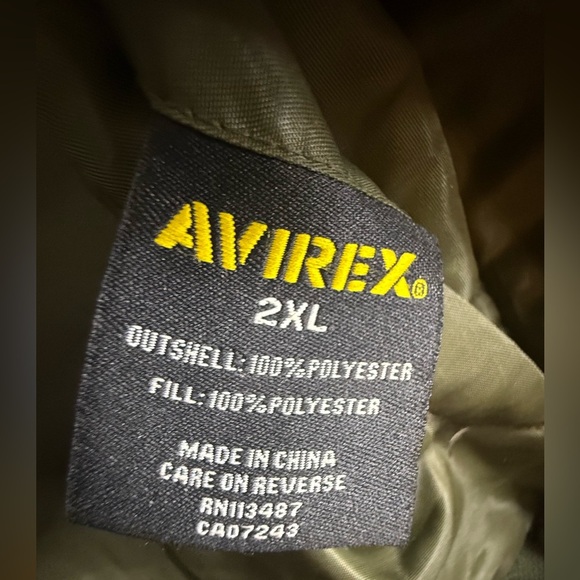 AVIREX®
2XL
OUTSHELL:100%POLYESTER
FILL:100%POLYESTER
MADE IN CHINA
CARE ON REVERSE
RN113487
CA07243